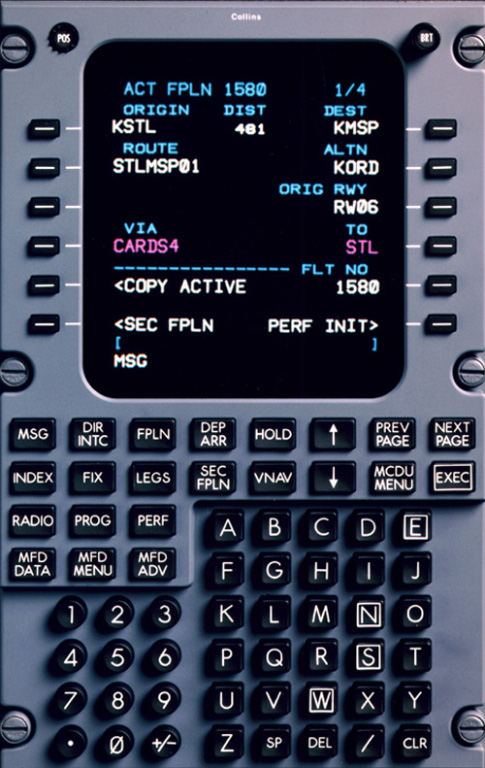 Collins
POS BRT
ACT FPLN 1580 1/4
ORIGIN DIST DEST
KSTL 481 KMSP
ROUTE ALTN
STLMSP01 KORD
ORIG RWY
RW06
VIA TO
CARDS4 STL
---------------- FLT NO
<COPY ACTIVE 1580
<SEC FPLN PERF INIT>
[ ]
MSG
MSG DIR INTC FPLN DEP ARR HOLD ↑ PREV PAGE NEXT PAGE
INDEX FIX LEGS SEC FPLN VNAV ↓ MCDU MENU EXEC
RADIO PROG PERF
A B C D E
MFD DATA MFD MENU MFD ADV
F G H I J
1 2 3 K L M N O
4 5 6 P Q R S T
7 8 9 U V W X Y
. Ø +/- Z SP DEL / CLR